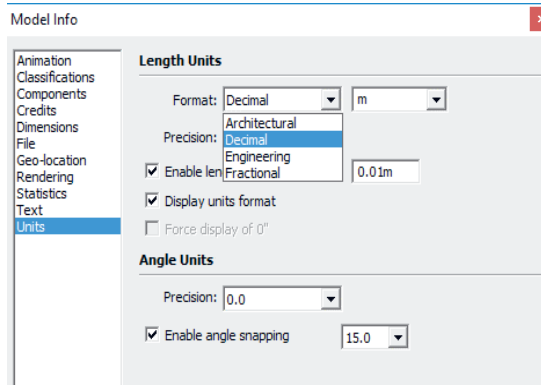 Model Info
Animation
Classifications
Components
Credits
Dimensions
File
Geo-location
Rendering
Statistics
Text
Units
Length Units
Format: Decimal m
Architectural
Decimal
Engineering
Fractional
Precision:
Enable len 0.01m
Display units format
Force display of 0"
Angle Units
Precision: 0.0
Enable angle snapping 15.0